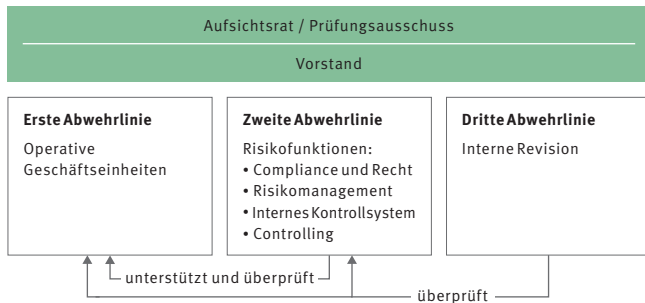 Aufsichtsrat / Prüfungsausschuss
Vorstand
Erste Abwehrlinie
Operative
Geschäftseinheiten
Zweite Abwehrlinie
Risikofunktionen:
• Compliance und Recht
• Risikomanagement
• Internes Kontrollsystem
• Controlling
Dritte Abwehrlinie
Interne Revision
unterstützt und überprüft
überprüft